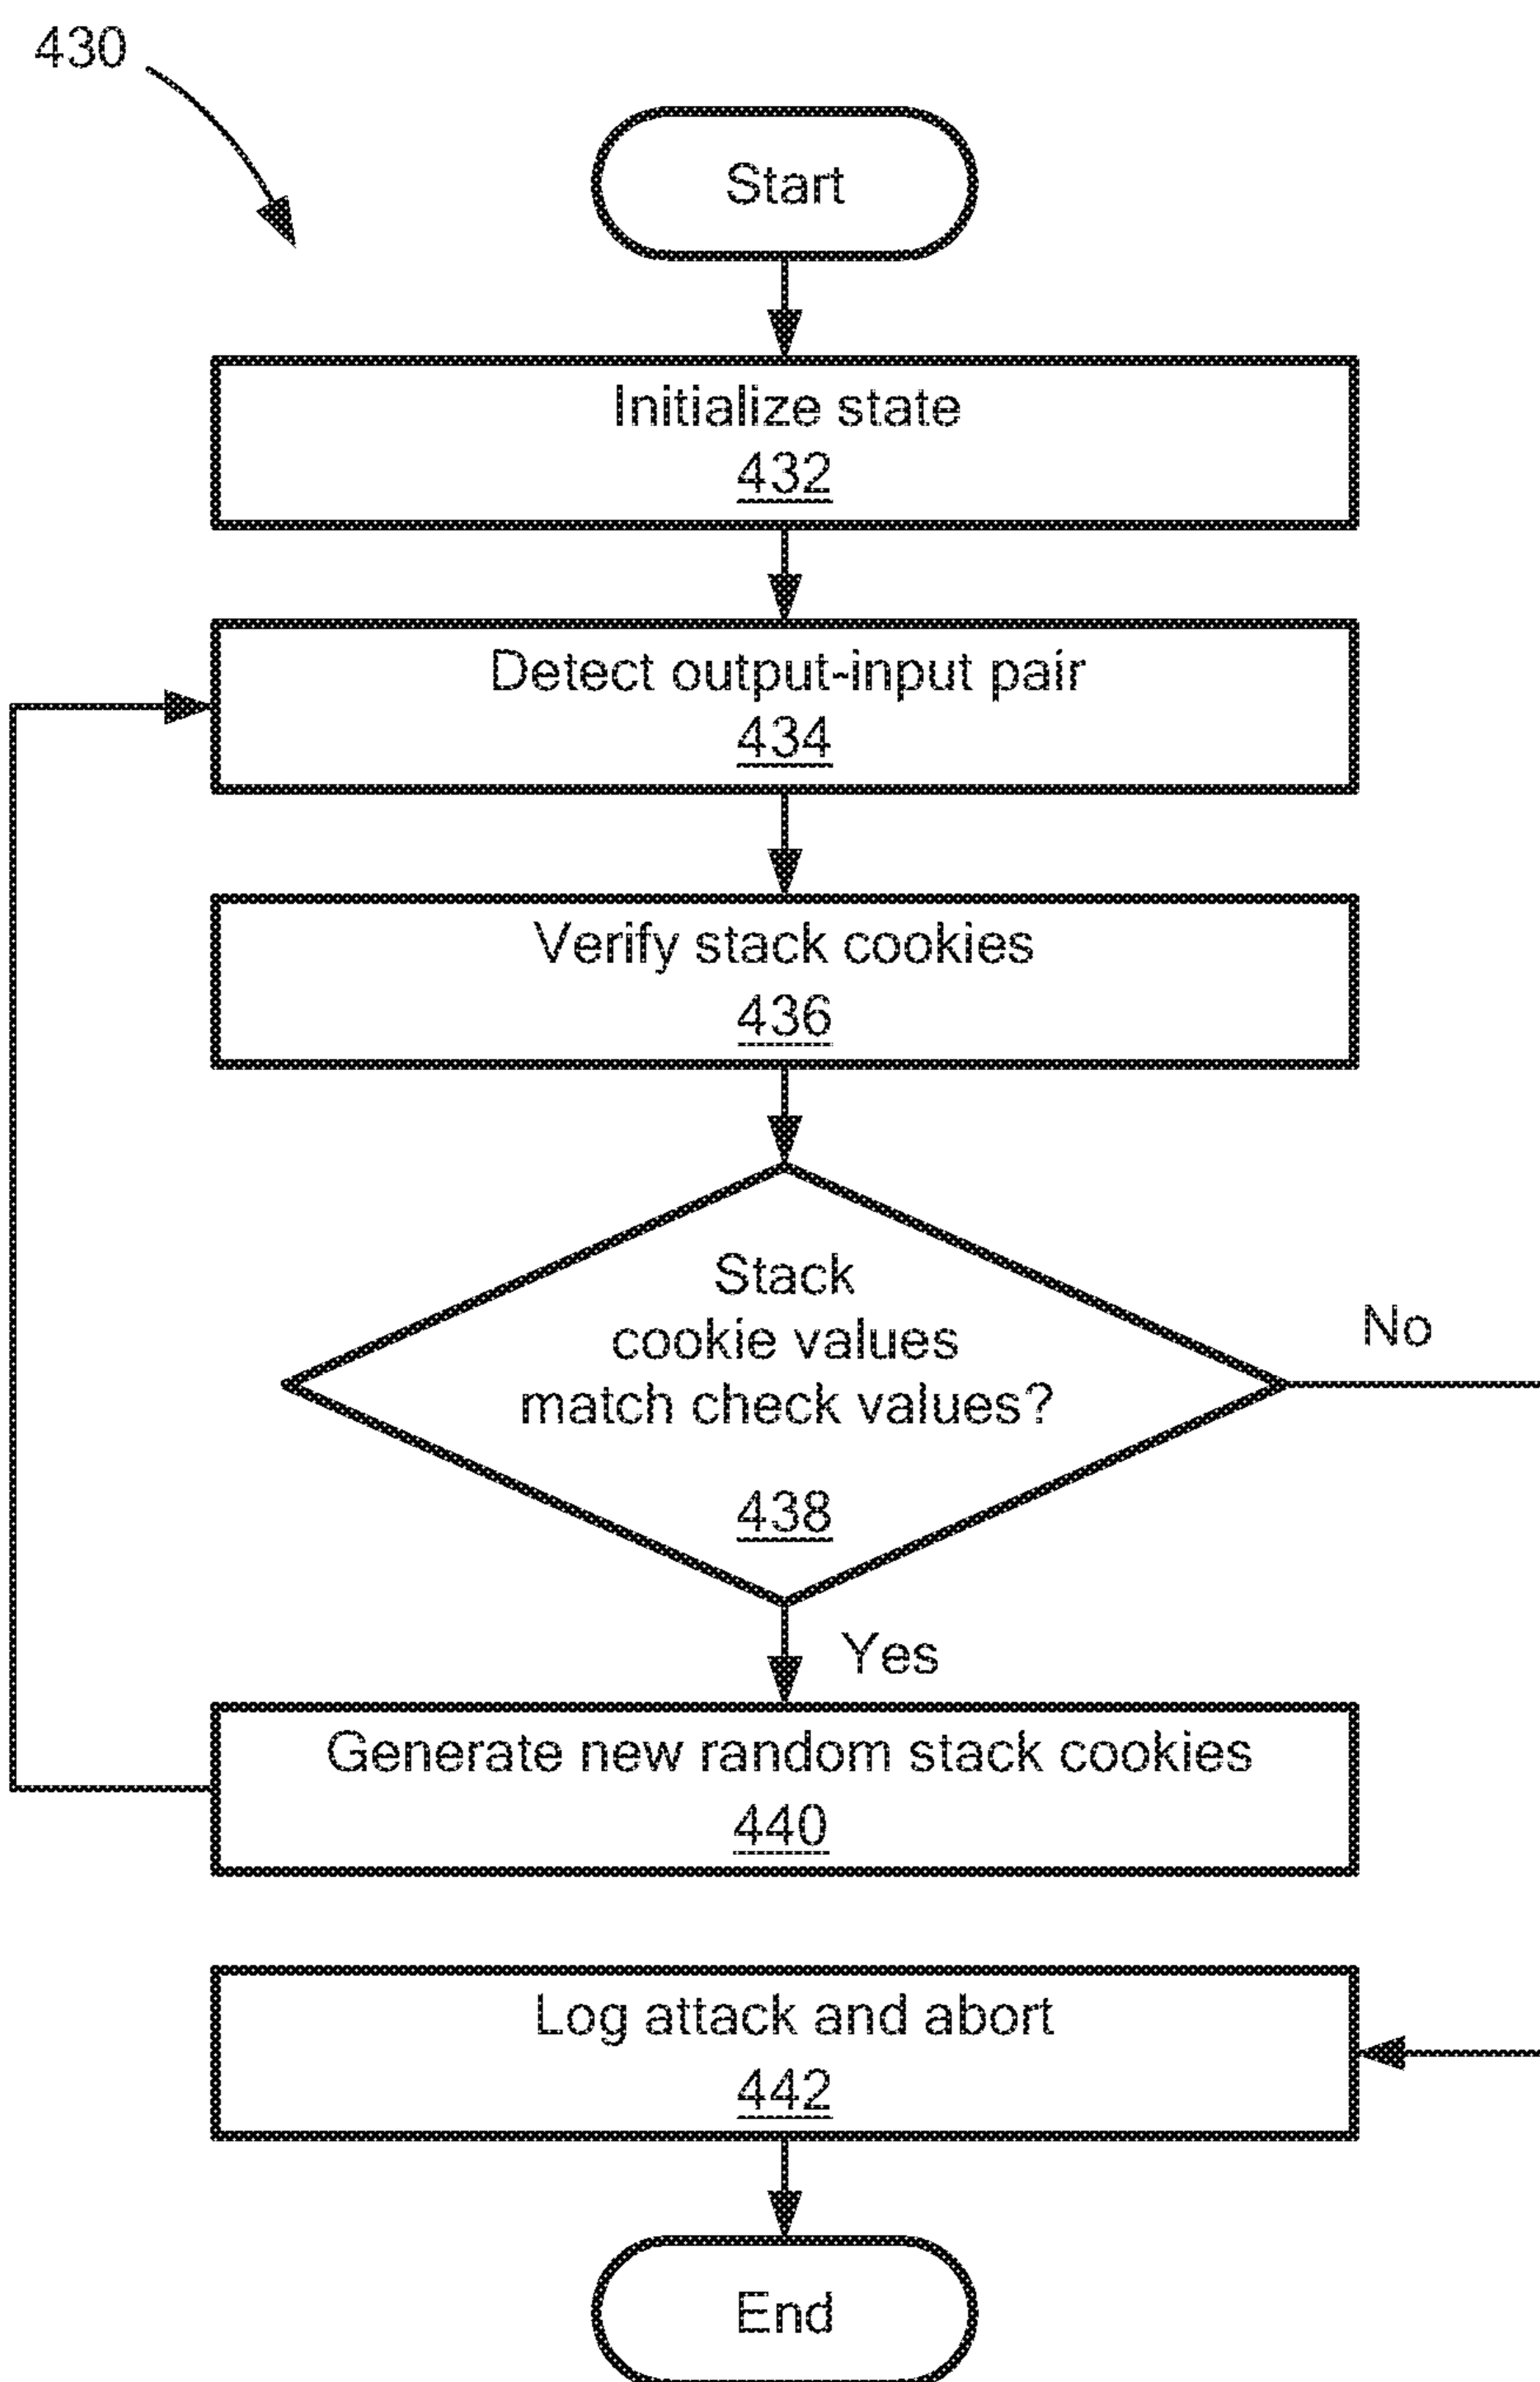 430
Start
Initialize state
432
Detect output-input pair
434
Verify stack cookies
436
Stack
cookie values
match check values?
438
No
Yes
Generate new random stack cookies
440
Log attack and abort
442
End